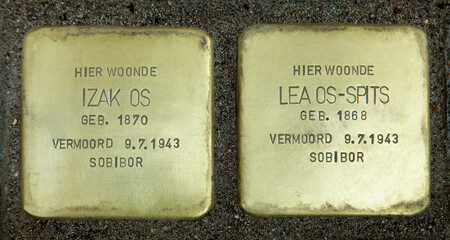 HIER WOONDE
IZAK OS
GEB. 1870
VERMOORD 9.7.1943
SOBIBOR
HIER WOONDE
LEA OS-SPITS
GEB. 1868
VERMOORD 9.7.1943
SOBIBOR